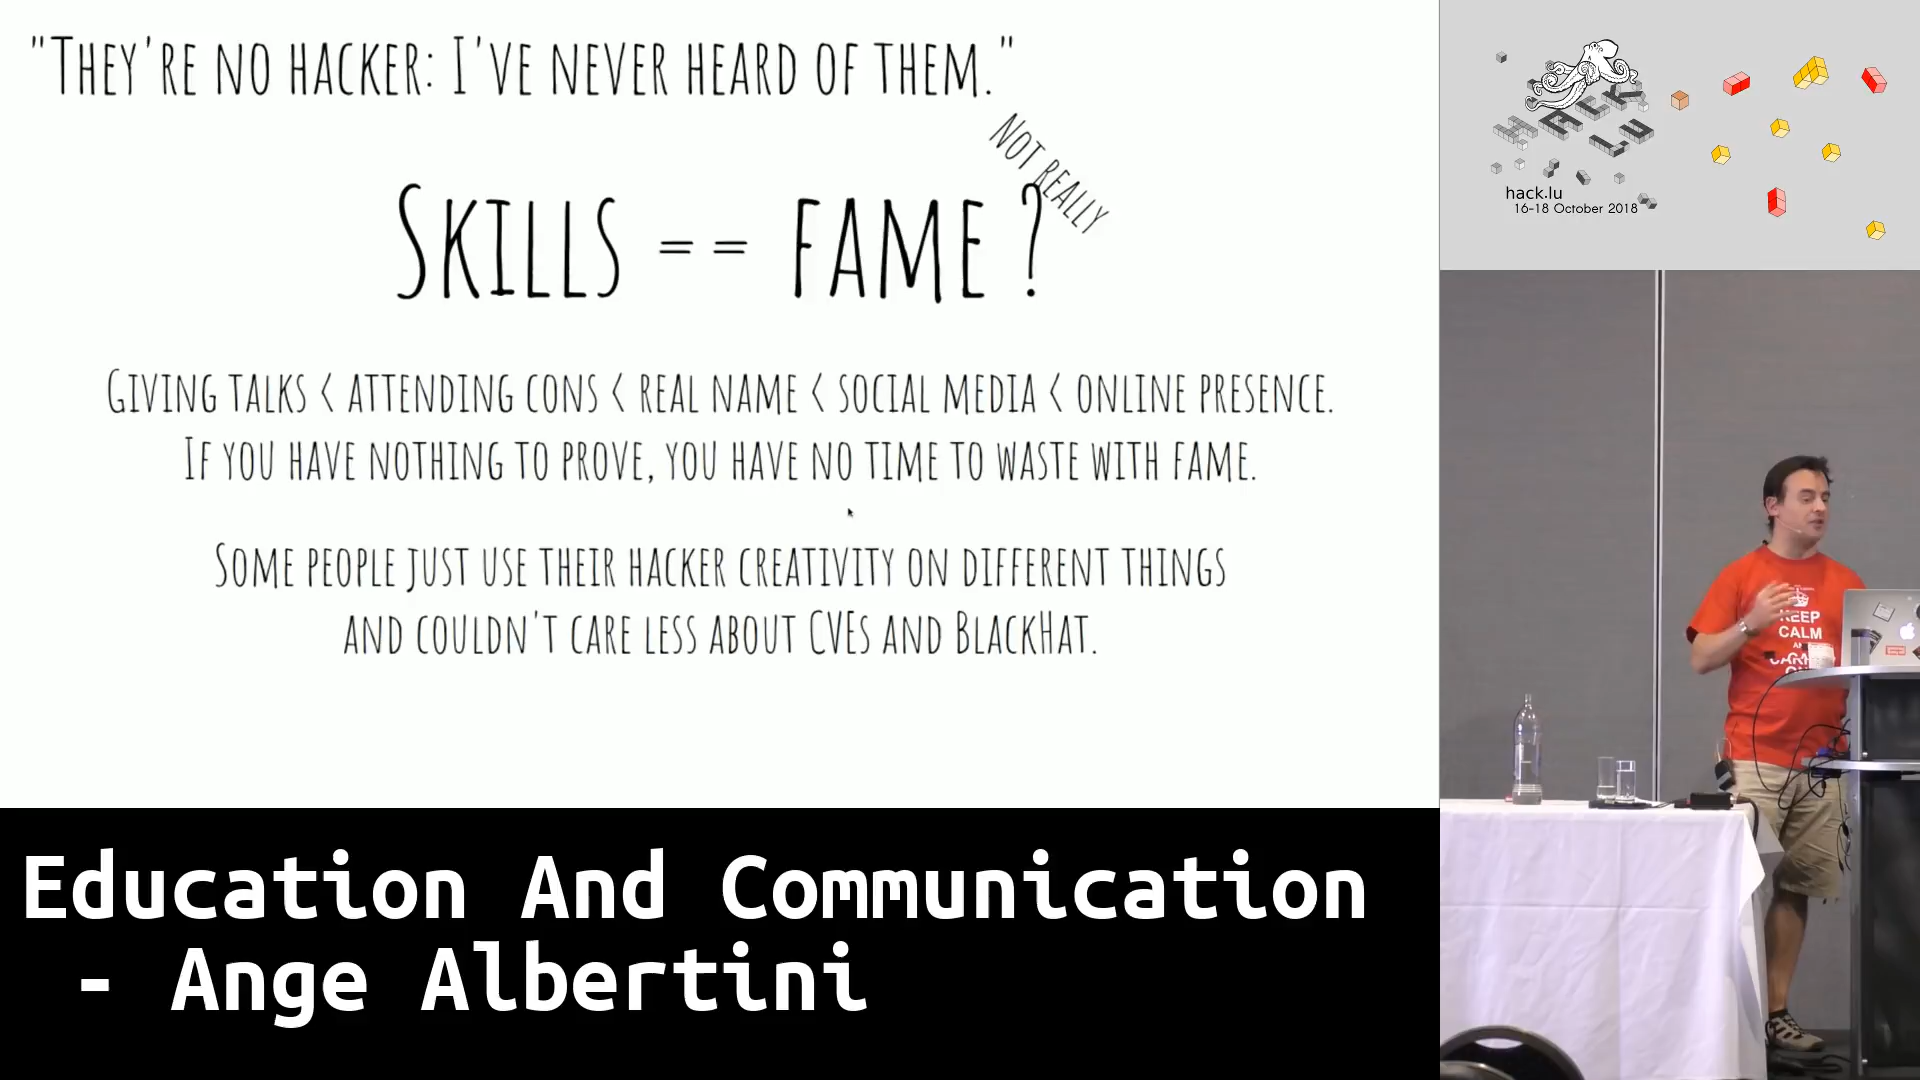 "They're no hacker: I've never heard of them."
Not really
Skills == fame ?
Giving talks < attending cons < real name < social media < online presence.
If you have nothing to prove, you have no time to waste with fame.
Some people just use their hacker creativity on different things
and couldn't care less about CVEs and BlackHat.
Education And Communication
- Ange Albertini
HACK
LU
hack.lu
16-18 October 2018
KEEP
CALM
AND